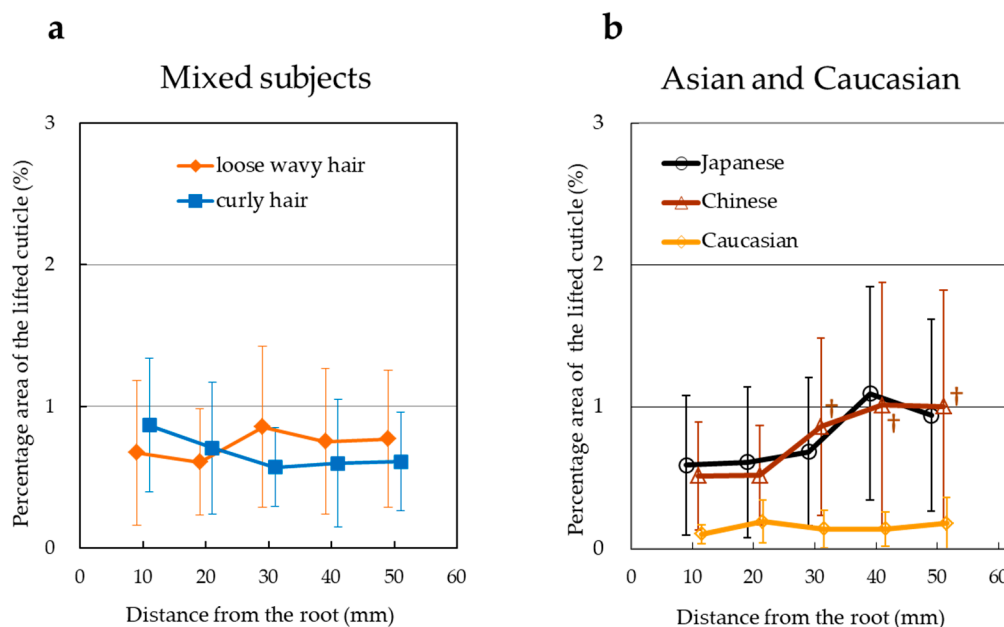 a
Mixed subjects
Percentage area of the lifted cuticle (%)
3
2
1
0
loose wavy hair
curly hair
0 10 20 30 40 50 60
Distance from the root (mm)
b
Asian and Caucasian
Percentage area of the lifted cuticle (%)
3
2
1
0
Japanese
Chinese
Caucasian
†
†
†
0 10 20 30 40 50 60
Distance from the root (mm)